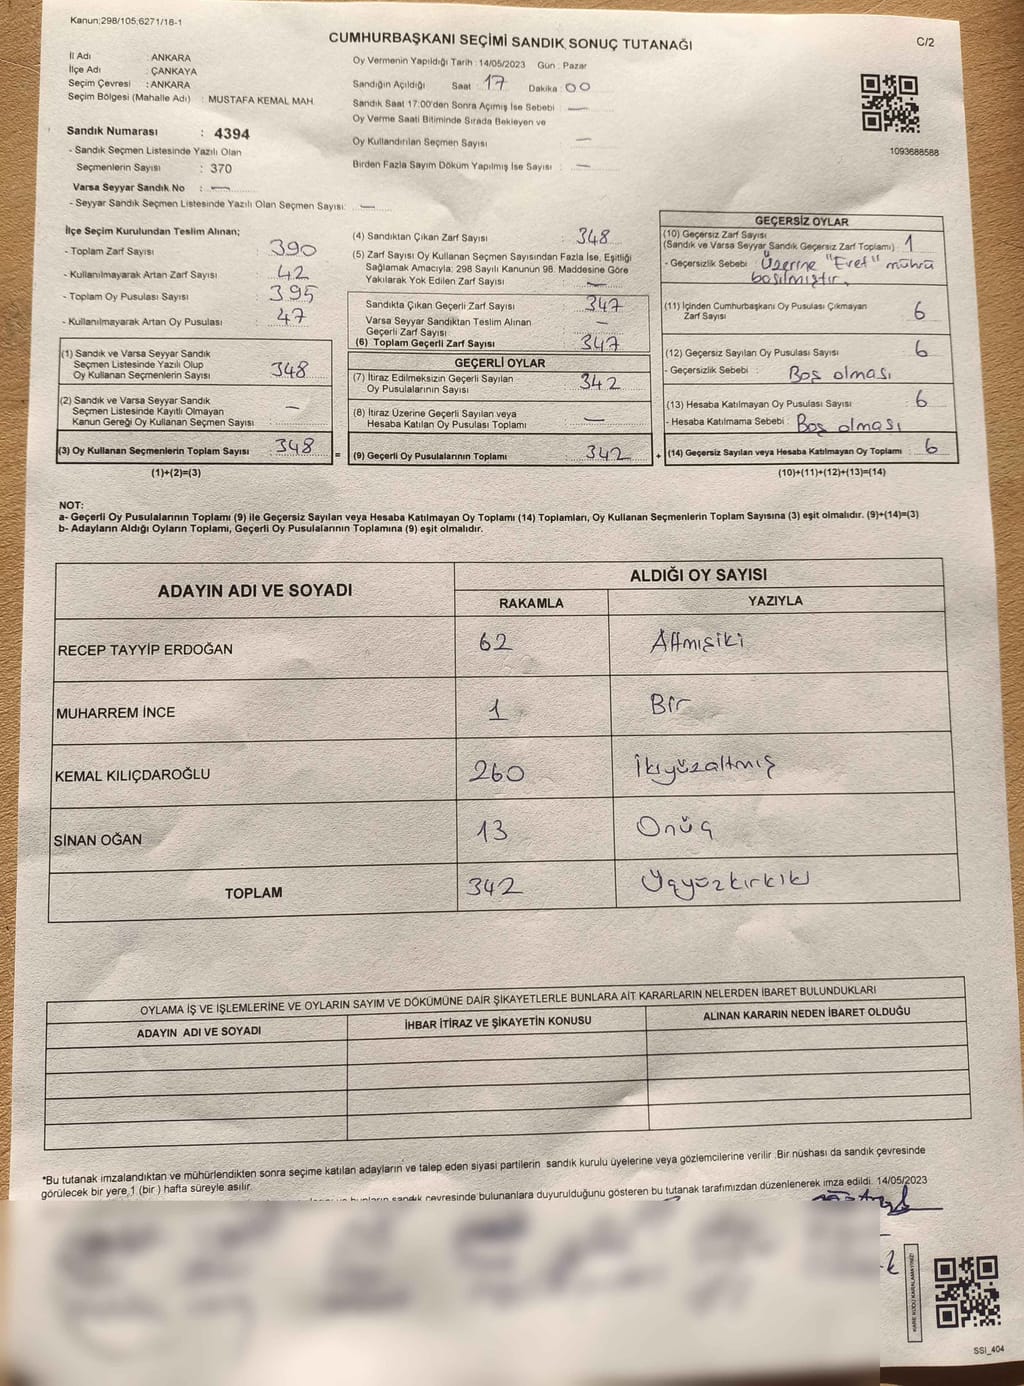 Kanun;298/105,6271/18-1
CUMHURBAŞKANI SEÇİMİ SANDIK SONUÇ TUTANAĞI
C/2
İl Adı : ANKARA
İlçe Adı : ÇANKAYA
Seçim Çevresi : ANKARA
Seçim Bölgesi (Mahalle Adı) : MUSTAFA KEMAL MAH.
Sandık Numarası : 4394
- Sandık Seçmen Listesinde Yazılı Olan
Seçmenlerin Sayısı : 370
Varsa Seyyar Sandık No : —
- Seyyar Sandık Seçmen Listesinde Yazılı Olan Seçmen Sayısı: —
Oy Vermenin Yapıldığı Tarih : 14/05/2023 Gün : Pazar
Sandığın Açıldığı Saat : 17 Dakika : 00
Sandık Saat 17:00'den Sonra Açımış İse Sebebi : —
Oy Verme Saati Bitiminde Sırada Bekleyen ve
Oy Kullandırılan Seçmen Sayısı : —
Birden Fazla Sayım Döküm Yapılmış İse Sayısı : —
1093688588
İlçe Seçim Kurulundan Teslim Alınan;
- Toplam Zarf Sayısı : 390
- Kullanılmayarak Artan Zarf Sayısı : 42
- Toplam Oy Pusulası Sayısı : 395
- Kullanılmayarak Artan Oy Pusulası : 47
(1) Sandık ve Varsa Seyyar Sandık
Seçmen Listesinde Yazılı Olup
Oy Kullanan Seçmenlerin Sayısı : 348
(2) Sandık ve Varsa Seyyar Sandık
Seçmen Listesinde Kayıtlı Olmayan
Kanun Gereği Oy Kullanan Seçmen Sayısı : —
(3) Oy Kullanan Seçmenlerin Toplam Sayısı : 348
(1)+(2)=(3)
=
(4) Sandıktan Çıkan Zarf Sayısı : 348
(5) Zarf Sayısı Oy Kullanan Seçmen Sayısından Fazla İse, Eşitliği
Sağlamak Amacıyla; 298 Sayılı Kanunun 98. Maddesine Göre
Yakılarak Yok Edilen Zarf Sayısı : —
Sandıkta Çıkan Geçerli Zarf Sayısı : 347
Varsa Seyyar Sandıktan Teslim Alınan
Geçerli Zarf Sayısı : —
(6) Toplam Geçerli Zarf Sayısı : 347
GEÇERLİ OYLAR
(7) İtiraz Edilmeksizin Geçerli Sayılan
Oy Pusulalarının Sayısı : 342
(8) İtiraz Üzerine Geçerli Sayılan veya
Hesaba Katılan Oy Pusulası Toplamı : —
(9) Geçerli Oy Pusulalarının Toplamı : 342
+
GEÇERSİZ OYLAR
(10) Geçersiz Zarf Sayısı
(Sandık ve Varsa Seyyar Sandık Geçersiz Zarf Toplamı) : 1
- Geçersizlik Sebebi : Üzerine "Evet" mührü
basılmıştır.
(11) İçinden Cumhurbaşkanı Oy Pusulası Çıkmayan
Zarf Sayısı : 6
(12) Geçersiz Sayılan Oy Pusulası Sayısı : 6
- Geçersizlik Sebebi : Boş olması
(13) Hesaba Katılmayan Oy Pusulası Sayısı : 6
- Hesaba Katılmama Sebebi : Boş olması
(14) Geçersiz Sayılan veya Hesaba Katılmayan Oy Toplamı : 6
(10)+(11)+(12)+(13)=(14)
NOT:
a- Geçerli Oy Pusulalarının Toplamı (9) ile Geçersiz Sayılan veya Hesaba Katılmayan Oy Toplamı (14) Toplamları, Oy Kullanan Seçmenlerin Toplam Sayısına (3) eşit olmalıdır. (9)+(14)=(3)
b- Adayların Aldığı Oyların Toplamı, Geçerli Oy Pusulalarının Toplamına (9) eşit olmalıdır.
ADAYIN ADI VE SOYADI
ALDIĞI OY SAYISI
RAKAMLA YAZIYLA
RECEP TAYYİP ERDOĞAN 62 Altmışiki
MUHARREM İNCE 1 Bir
KEMAL KILIÇDAROĞLU 260 İkiyüzaltmış
SİNAN OĞAN 13 Onüç
TOPLAM 342 Üçyüzkırkiki
OYLAMA İŞ VE İŞLEMLERİNE VE OYLARIN SAYIM VE DÖKÜMÜNE DAİR ŞİKAYETLERLE BUNLARA AİT KARARLARIN NELERDEN İBARET BULUNDUKLARI
ADAYIN ADI VE SOYADI İHBAR İTİRAZ VE ŞİKAYETİN KONUSU ALINAN KARARIN NEDEN İBARET OLDUĞU
*Bu tutanak imzalandıktan ve mühürlendikten sonra seçime katılan adayların ve talep eden siyasi partilerin sandık kurulu üyelerine veya gözlemcilerine verilir .Bir nüshası da sandık çevresinde
görülecek bir yere 1 (bir ) hafta süreyle asılır.
bunların sandık çevresinde bulunanlara duyurulduğunu gösteren bu tutanak tarafımızdan düzenlenerek imza edildi. 14/05/2023
KARE KODU KARALAMAYINIZ!
SSI_404